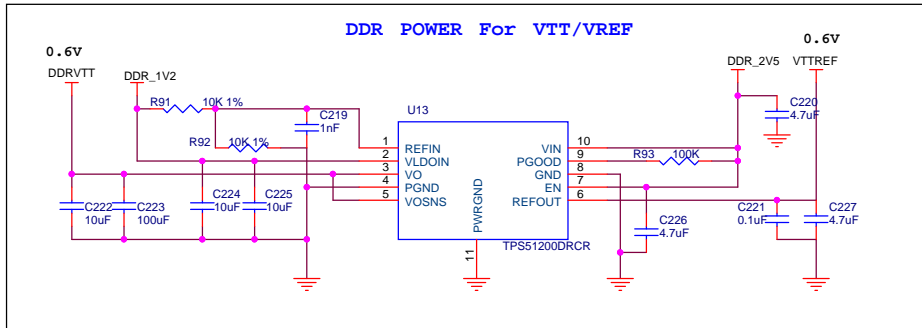 DDR POWER For VTT/VREF
0.6V
0.6V
DDRVTT
DDR_1V2
DDR_2V5
VTTREF
R91
10K 1%
R92
10K 1%
C219
1nF
U13
C220
4.7uF
1
REFIN
2
VLDOIN
3
VO
4
PGND
5
VOSNS
VIN
10
PGOOD
9
GND
8
EN
7
REFOUT
6
R93
100K
PWRGND
11
TPS51200DRCR
C222
10uF
C223
100uF
C224
10uF
C225
10uF
C226
4.7uF
C221
0.1uF
C227
4.7uF